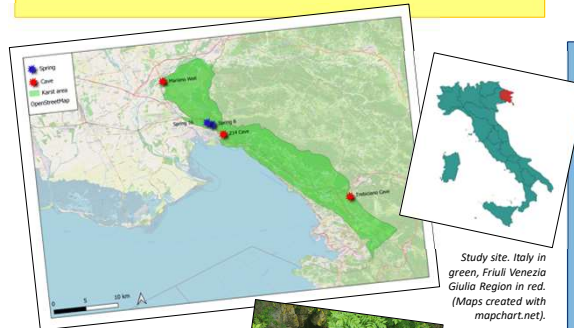 Spring
Cave
Karst area
OpenStreetMap
Mariano Well
Spring 8
Cave
Trebiciano Cave
0 5 10 km
Study site. Italy in
green, Friuli Venezia
Giulia Region in red.
(Maps created with
mapchart.net).